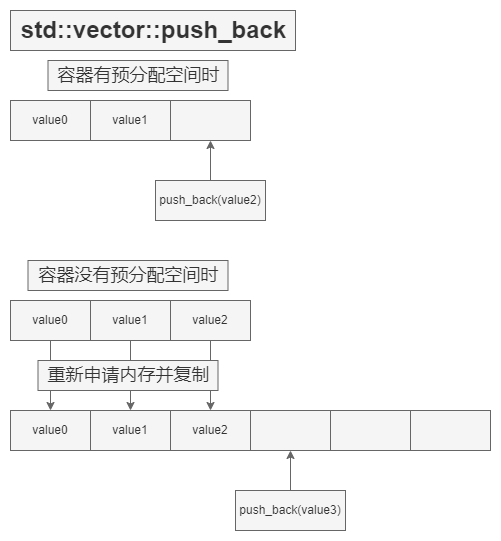 std::vector::push_back
容器有预分配空间时
value0 value1
push_back(value2)
容器没有预分配空间时
value0 value1 value2
重新申请内存并复制
value0 value1 value2
push_back(value3)